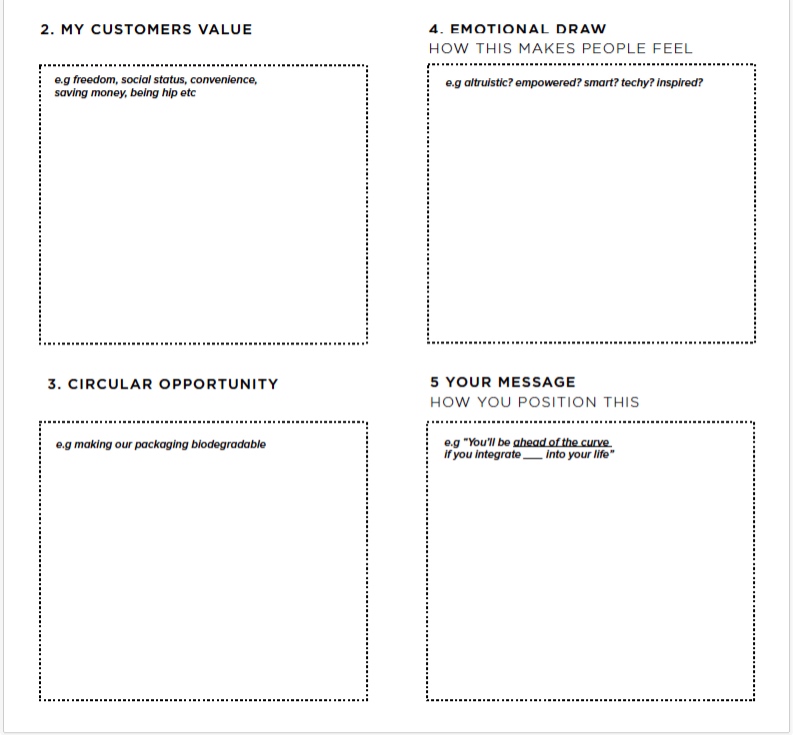 2. MY CUSTOMERS VALUE
e.g freedom, social status, convenience,
saving money, being hip etc
3. CIRCULAR OPPORTUNITY
e.g making our packaging biodegradable
4. EMOTIONAL DRAW
HOW THIS MAKES PEOPLE FEEL
e.g altruistic? empowered? smart? techy? inspired?
5 YOUR MESSAGE
HOW YOU POSITION THIS
e.g "You'll be ahead of the curve
if you integrate ___ into your life"